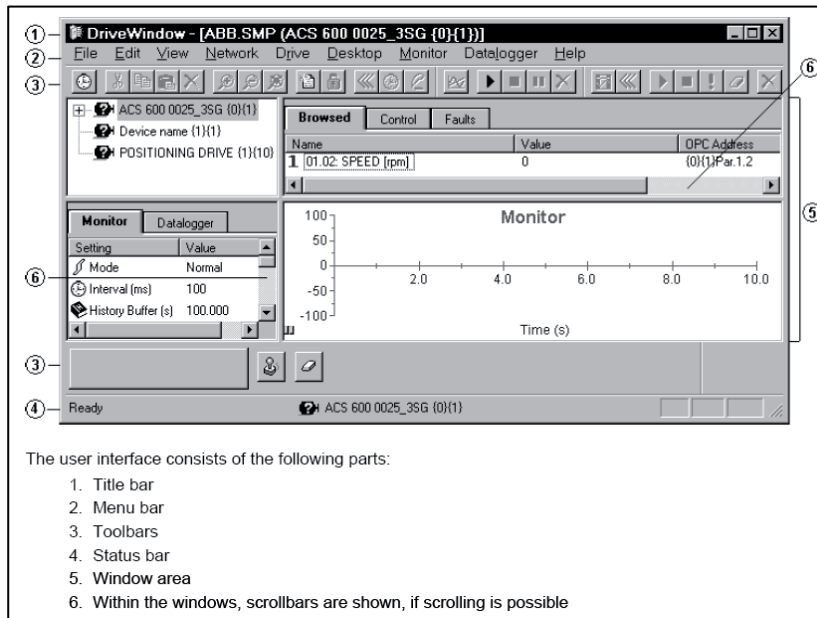 DriveWindow - [ABB.SMP (ACS 600 0025_3SG {0}{1})]
File Edit View Network Drive Desktop Monitor Datalogger Help
1
2
3
6
ACS 600 0025_3SG {0}{1}
Device name {1}{1}
POSITIONING DRIVE {1}{10}
Browsed Control Faults
Name Value OPC Address
1 01.02: SPEED [rpm] 0 {0}{1}Par.1.2
5
Monitor Datalogger
Setting Value
Mode Normal
Interval (ms) 100
History Buffer (s) 100.000
6
Monitor
100
50
0
-50
-100
2.0 4.0 6.0 8.0 10.0
Time (s)
3
4
Ready ACS 600 0025_3SG {0}{1}
The user interface consists of the following parts:
1. Title bar
2. Menu bar
3. Toolbars
4. Status bar
5. Window area
6. Within the windows, scrollbars are shown, if scrolling is possible